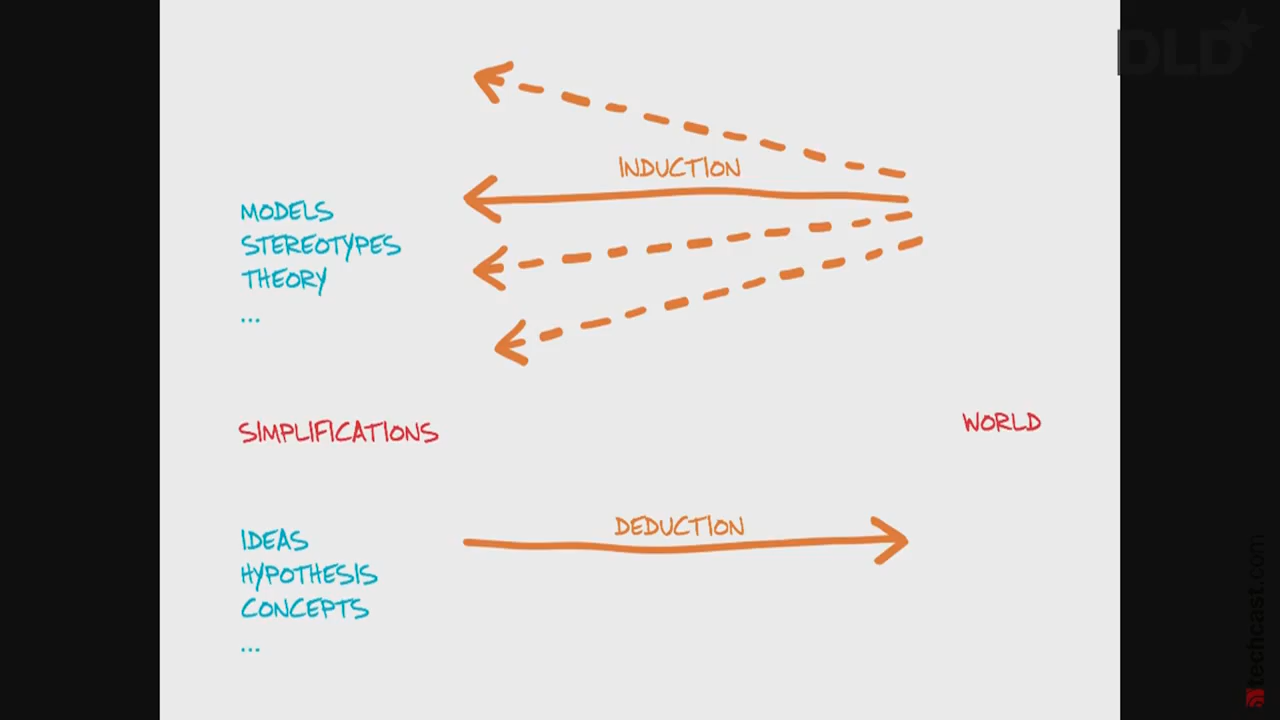 DLD
INDUCTION
MODELS
STEREOTYPES
THEORY
...
SIMPLIFICATIONS
WORLD
DEDUCTION
IDEAS
HYPOTHESIS
CONCEPTS
...
techcast.com